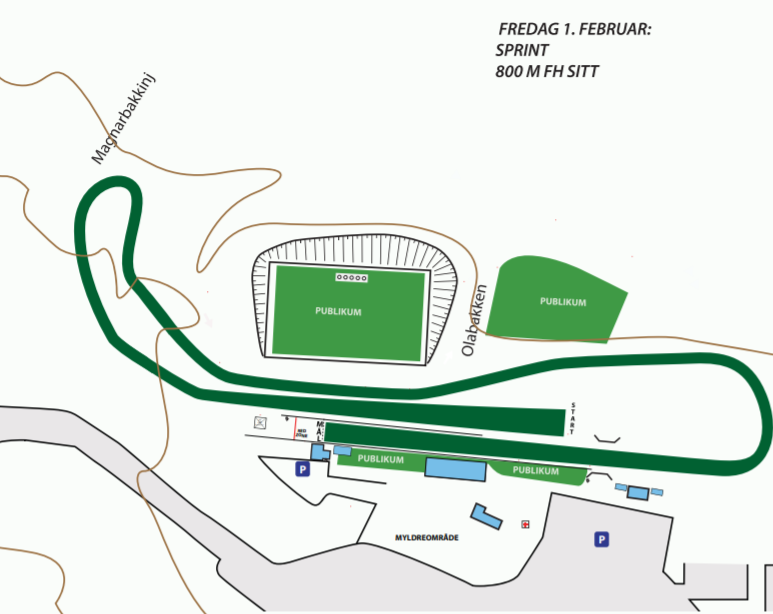 FREDAG 1. FEBRUAR:
SPRINT
800 M FH SITT
Magnarbakkinj
PUBLIKUM
PUBLIKUM
Olabakken
START
MÅL
PUBLIKUM
PUBLIKUM
P
MYLDREOMRÅDE
P